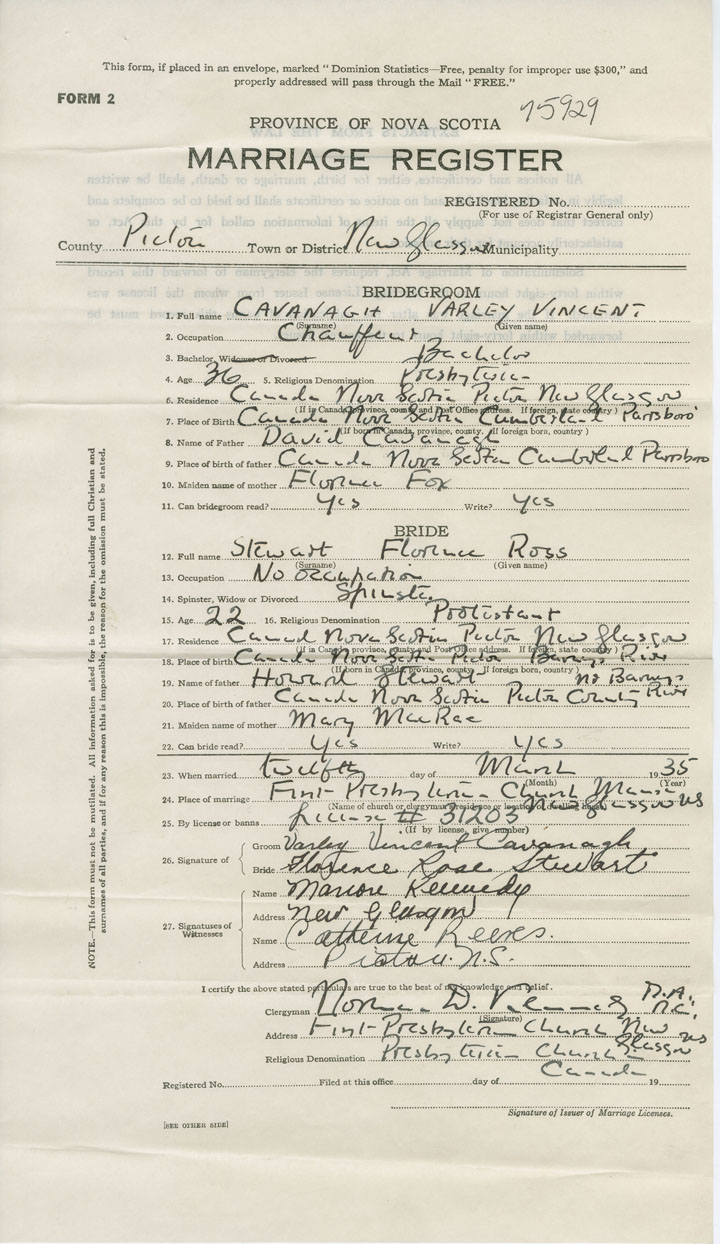 This form, if placed in an envelope, marked "Dominion Statistics—Free, penalty for improper use $300," and
properly addressed will pass through the Mail "FREE."
FORM 2
75929
PROVINCE OF NOVA SCOTIA
MARRIAGE REGISTER
REGISTERED No.
(For use of Registrar General only)
County Pictou Town or District New Glasgow Municipality
BRIDEGROOM
1. Full name CAVANAGH VARLEY VINCENT
(Surname) (Given name)
2. Occupation Chauffeur
3. Bachelor, Widower or Divorced Bachelor
4. Age 36 5. Religious Denomination Presbyterian
6. Residence Canada Nova Scotia Pictou New Glasgow
(If in Canada, province, county and Post Office address. If foreign, state country)
7. Place of Birth Canada Nova Scotia Cumberland Parrsboro
(If born in Canada, province, county. If foreign born, country)
8. Name of Father David Cavanagh
9. Place of birth of father Canada Nova Scotia Cumberland Parrsboro
10. Maiden name of mother Florence Fox
11. Can bridegroom read? Yes Write? Yes
BRIDE
12. Full name Stewart Florence Ross
(Surname) (Given name)
13. Occupation No occupation
14. Spinster, Widow or Divorced Spinster
15. Age 22 16. Religious Denomination Protistant
17. Residence Canad Nova Scotia Pictou New Glasgow
(If in Canada province, county and Post Office address. If foreign, state country)
18. Place of birth Canada Nova Scotia Pictou Barneys River
(If born in Canada, province, county. If foreign born, country)
19. Name of father Howard Stewart
20. Place of birth of father Canada Nova Scotia Pictou County Barneys River
21. Maiden name of mother Mary MacRae
22. Can bride read? Yes Write? Yes
23. When married twelfth day of March 1935
(Month) (Year)
24. Place of marriage First Presbyterian Church Manse New Glasgow NS
(Name of church or clergyman's residence or location of dwelling house)
25. By license or banns License # 31203
(If by license, give number)
26. Signature of
Groom Varley Vincent Cavanagh
Bride Florence Rose Stewart
27. Signatures of Witnesses
Name Marion Kennedy
Address New Glasgow
Name Catherine Reeves.
Address Pictou. N.S.
I certify the above stated particulars are true to the best of my knowledge and belief.
Clergyman Norman D. Kennedy
(Signature)
Address First Presbyterian Church New Glasgow NS
Religious Denomination Presbyterian Church Canada
Registered No. Filed at this office day of 19
Signature of Issuer of Marriage Licenses.
[SEE OTHER SIDE]
NOTE.—This form must not be mutilated. All information asked for is to be given, including full Christian and
surnames of all parties, and if for any reason this is impossible, the reason for the omission must be stated.